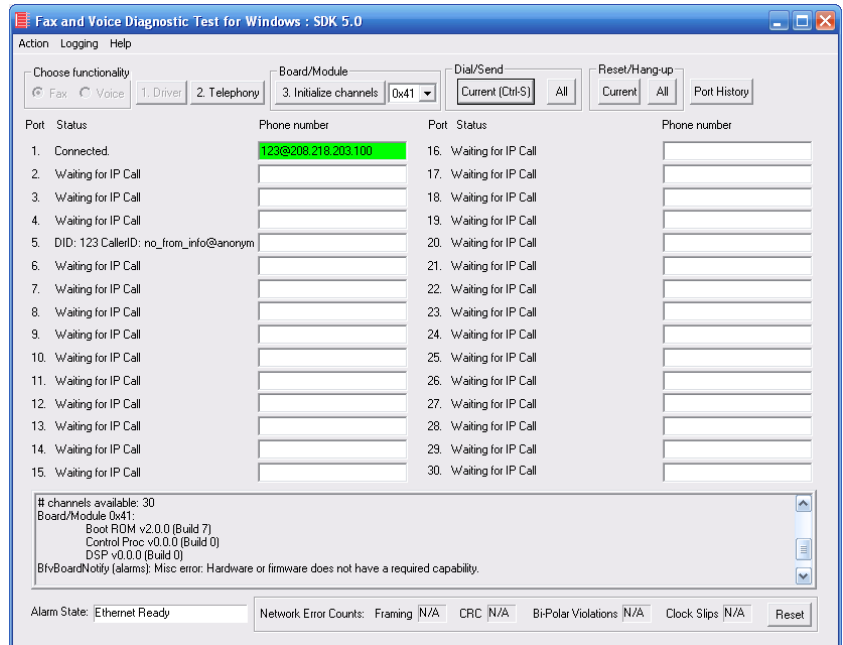 Fax and Voice Diagnostic Test for Windows : SDK 5.0
Action Logging Help
Choose functionality
Fax Voice 1. Driver 2. Telephony
Board/Module
3. Initialize channels 0x41
Dial/Send
Current (Ctrl-S) All
Reset/Hang-up
Current All
Port History
Port Status Phone number Port Status Phone number
1. Connected. 123@208.218.203.100 16. Waiting for IP Call
2. Waiting for IP Call 17. Waiting for IP Call
3. Waiting for IP Call 18. Waiting for IP Call
4. Waiting for IP Call 19. Waiting for IP Call
5. DID: 123 CallerID: no_from_info@anonym 20. Waiting for IP Call
6. Waiting for IP Call 21. Waiting for IP Call
7. Waiting for IP Call 22. Waiting for IP Call
8. Waiting for IP Call 23. Waiting for IP Call
9. Waiting for IP Call 24. Waiting for IP Call
10. Waiting for IP Call 25. Waiting for IP Call
11. Waiting for IP Call 26. Waiting for IP Call
12. Waiting for IP Call 27. Waiting for IP Call
13. Waiting for IP Call 28. Waiting for IP Call
14. Waiting for IP Call 29. Waiting for IP Call
15. Waiting for IP Call 30. Waiting for IP Call
# channels available: 30
Board/Module 0x41:
Boot ROM v2.0.0 (Build 7)
Control Proc v0.0.0 (Build 0)
DSP v0.0.0 (Build 0)
BfvBoardNotify (alarms): Misc error: Hardware or firmware does not have a required capability.
Alarm State: Ethernet Ready Network Error Counts: Framing N/A CRC N/A Bi-Polar Violations N/A Clock Slips N/A Reset